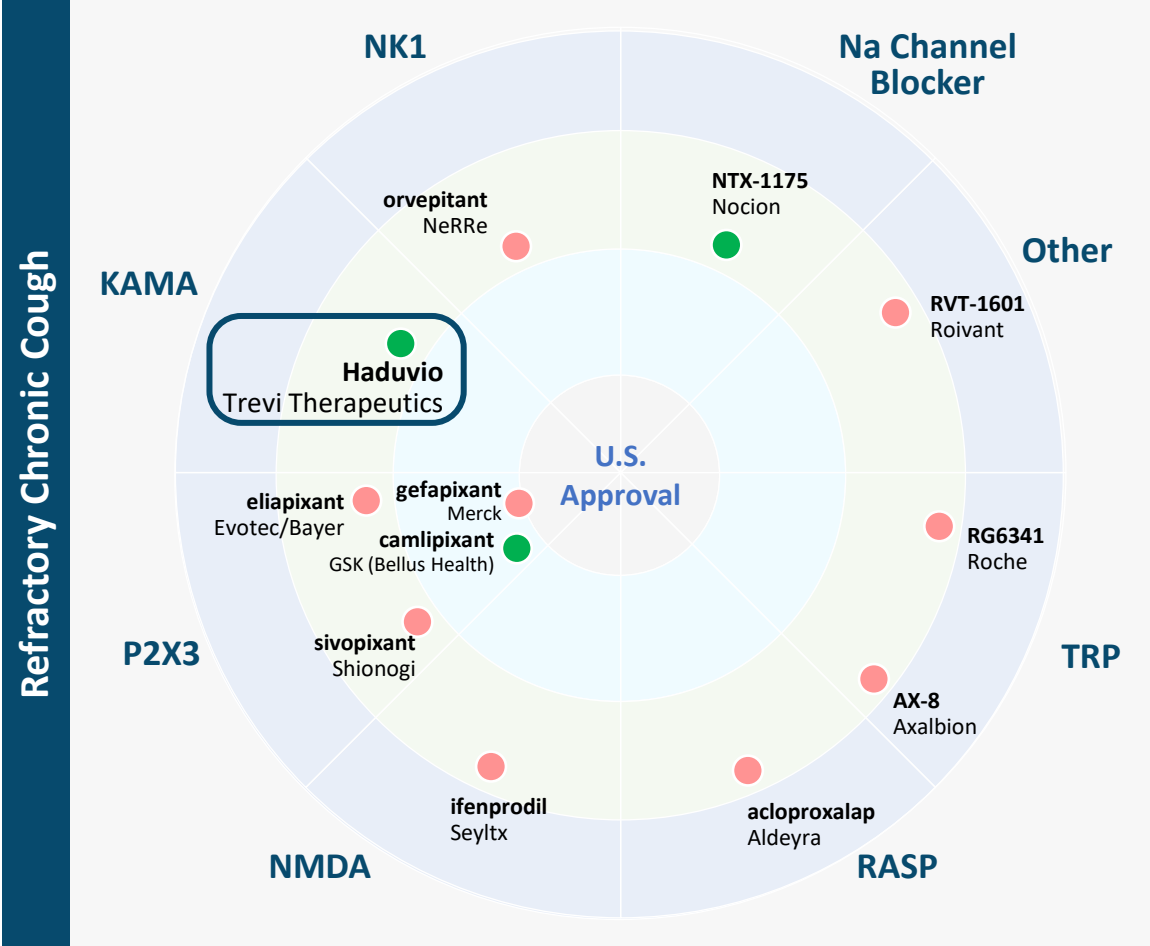 Refractory Chronic Cough
NK1
Na Channel
Blocker
NTX-1175
Nocion
orvepitant
NeRRe
Other
KAMA
RVT-1601
Roivant
Haduvio
Trevi Therapeutics
U.S.
Approval
eliapixant
Evotec/Bayer
gefapixant
Merck
camlipixant
GSK (Bellus Health)
RG6341
Roche
sivopixant
Shionogi
P2X3
TRP
AX-8
Axalbion
ifenprodil
Seyltx
acloproxalap
Aldeyra
NMDA
RASP